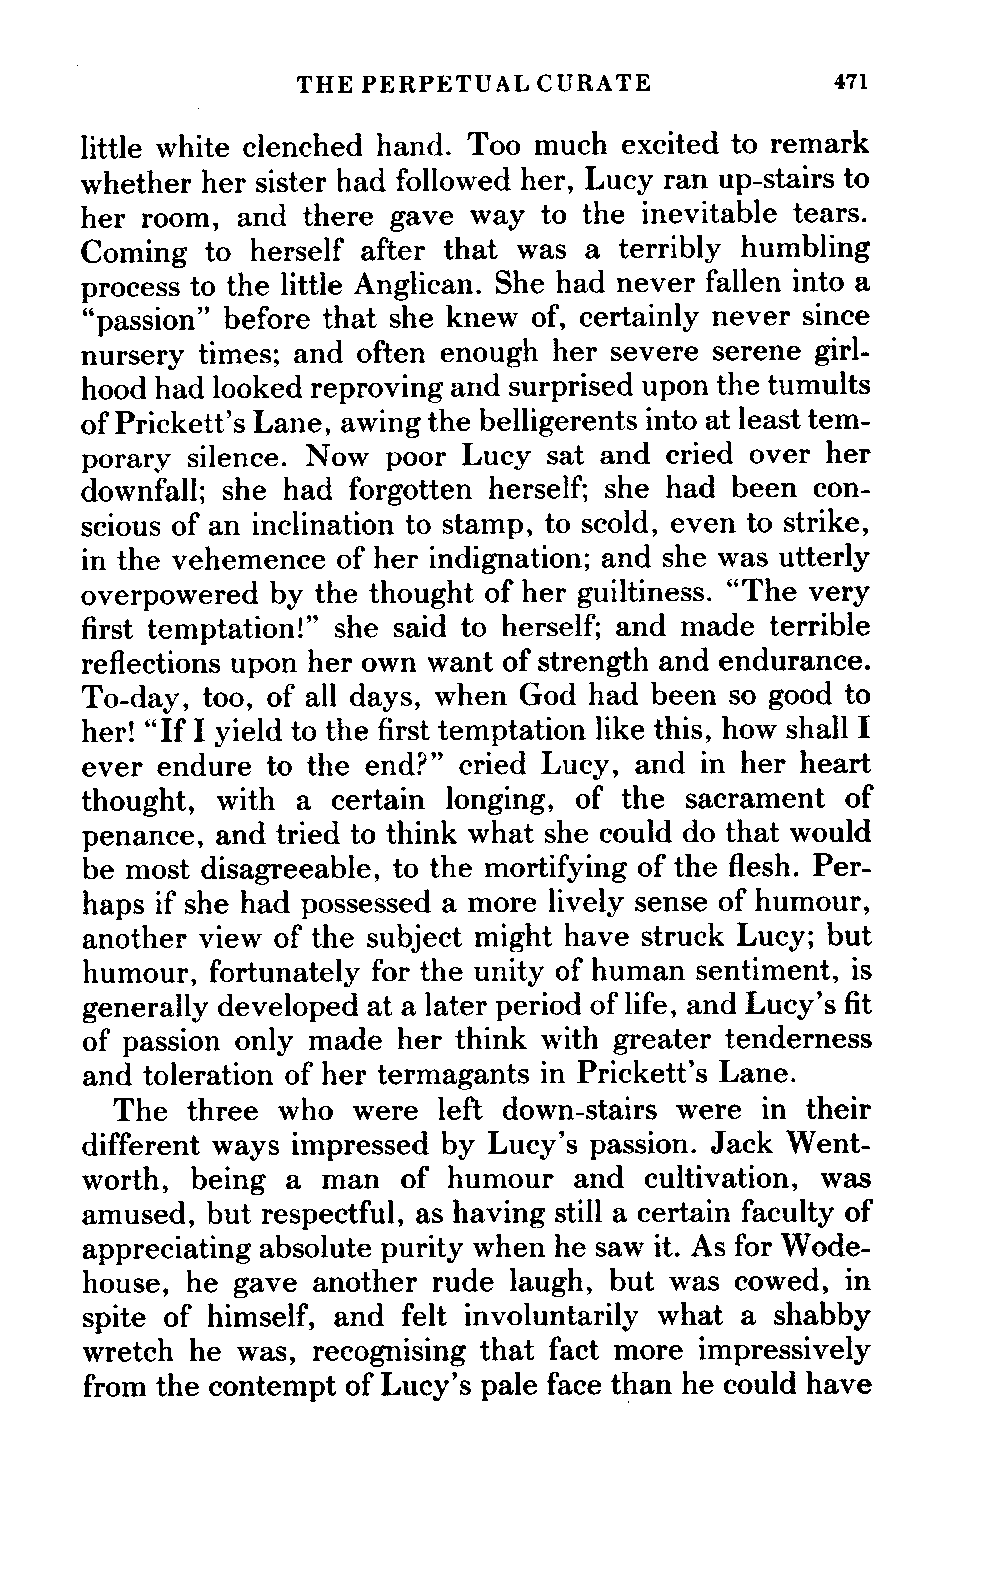 THE PERPETUAL CURATE 471
little white clenched hand. Too much excited to remark
whether her sister had followed her, Lucy ran up-stairs to
her room, and there gave way to the inevitable tears.
Coming to herself after that was a terribly humbling
process to the little Anglican. She had never fallen into a
“passion” before that she knew of, certainly never since
nursery times; and often enough her severe serene girl-
hood had looked reproving and surprised upon the tumults
of Prickett’s Lane, awing the belligerents into at least tem-
porary silence. Now poor Lucy sat and cried over her
downfall; she had forgotten herself; she had been con-
scious of an inclination to stamp, to scold, even to strike,
in the vehemence of her indignation; and she was utterly
overpowered by the thought of her guiltiness. “The very
first temptation!” she said to herself; and made terrible
reflections upon her own want of strength and endurance.
To-day, too, of all days, when God had been so good to
her! “If I yield to the first temptation like this, how shall I
ever endure to the end?” cried Lucy, and in her heart
thought, with a certain longing, of the sacrament of
penance, and tried to think what she could do that would
be most disagreeable, to the mortifying of the flesh. Per-
haps if she had possessed a more lively sense of humour,
another view of the subject might have struck Lucy; but
humour, fortunately for the unity of human sentiment, is
generally developed at a later period of life, and Lucy’s fit
of passion only made her think with greater tenderness
and toleration of her termagants in Prickett’s Lane.
The three who were left down-stairs were in their
different ways impressed by Lucy’s passion. Jack Went-
worth, being a man of humour and cultivation, was
amused, but respectful, as having still a certain faculty of
appreciating absolute purity when he saw it. As for Wode-
house, he gave another rude laugh, but was cowed, in
spite of himself, and felt involuntarily what a shabby
wretch he was, recognising that fact more impressively
from the contempt of Lucy’s pale face than he could have